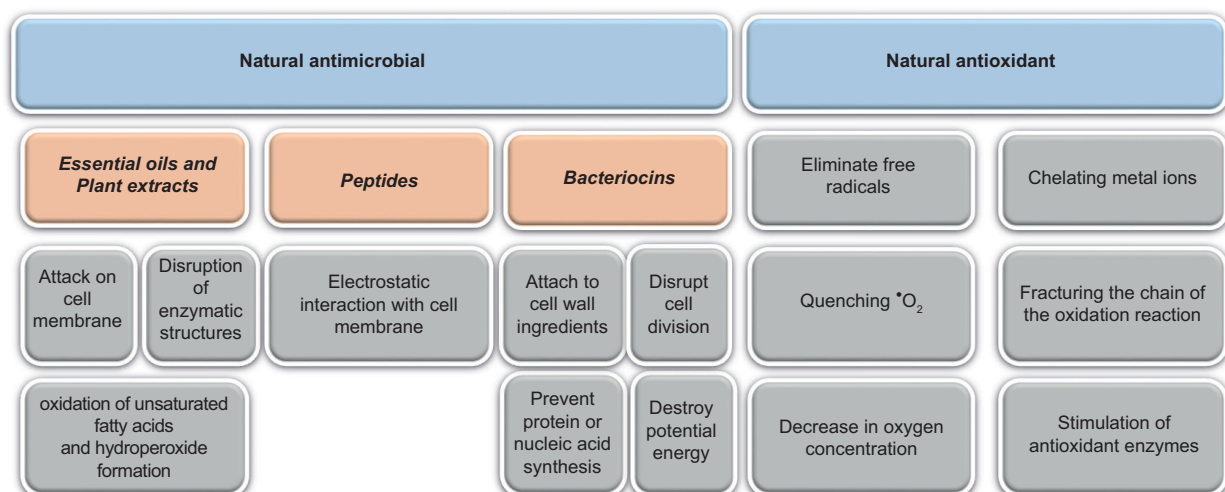 Natural antimicrobial
Natural antioxidant
Essential oils and
Plant extracts
Peptides
Bacteriocins
Eliminate free
radicals
Chelating metal ions
Attack on
cell
membrane
Disruption
of
enzymatic
structures
Electrostatic
interaction with cell
membrane
Attach to
cell wall
ingredients
Disrupt
cell
division
Quenching •O2
Fracturing the chain of
the oxidation reaction
oxidation of unsaturated
fatty acids
and hydroperoxide
formation
Prevent
protein or
nucleic acid
synthesis
Destroy
potential
energy
Decrease in oxygen
concentration
Stimulation of
antioxidant enzymes